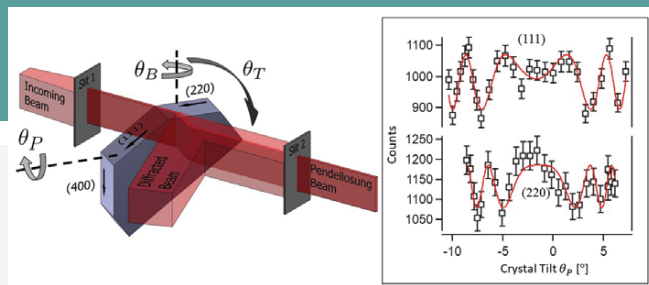 Incoming
Beam
Slit 1
θB
θT
(220)
θP
(111)
(400)
Diffracted
Beam
Slit 2
Pendellosung
Beam
Counts
1100
1000
900
(111)
1250
1200
1150
1100
1050
(220)
-10
-5
0
5
Crystal Tilt θP [°]